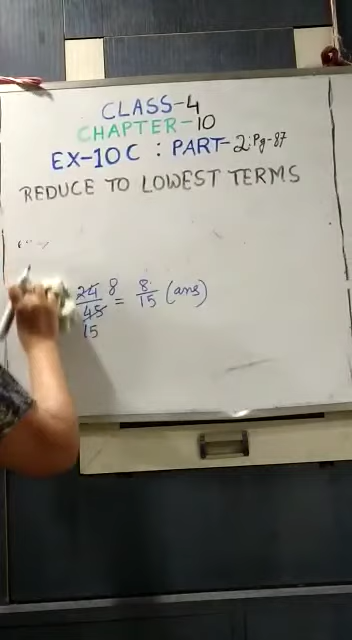 CLASS-4
CHAPTER-10
EX-10C : PART-2:Pg-87
REDUCE TO LOWEST TERMS
24 8 = 8/15 (ans)
45
15